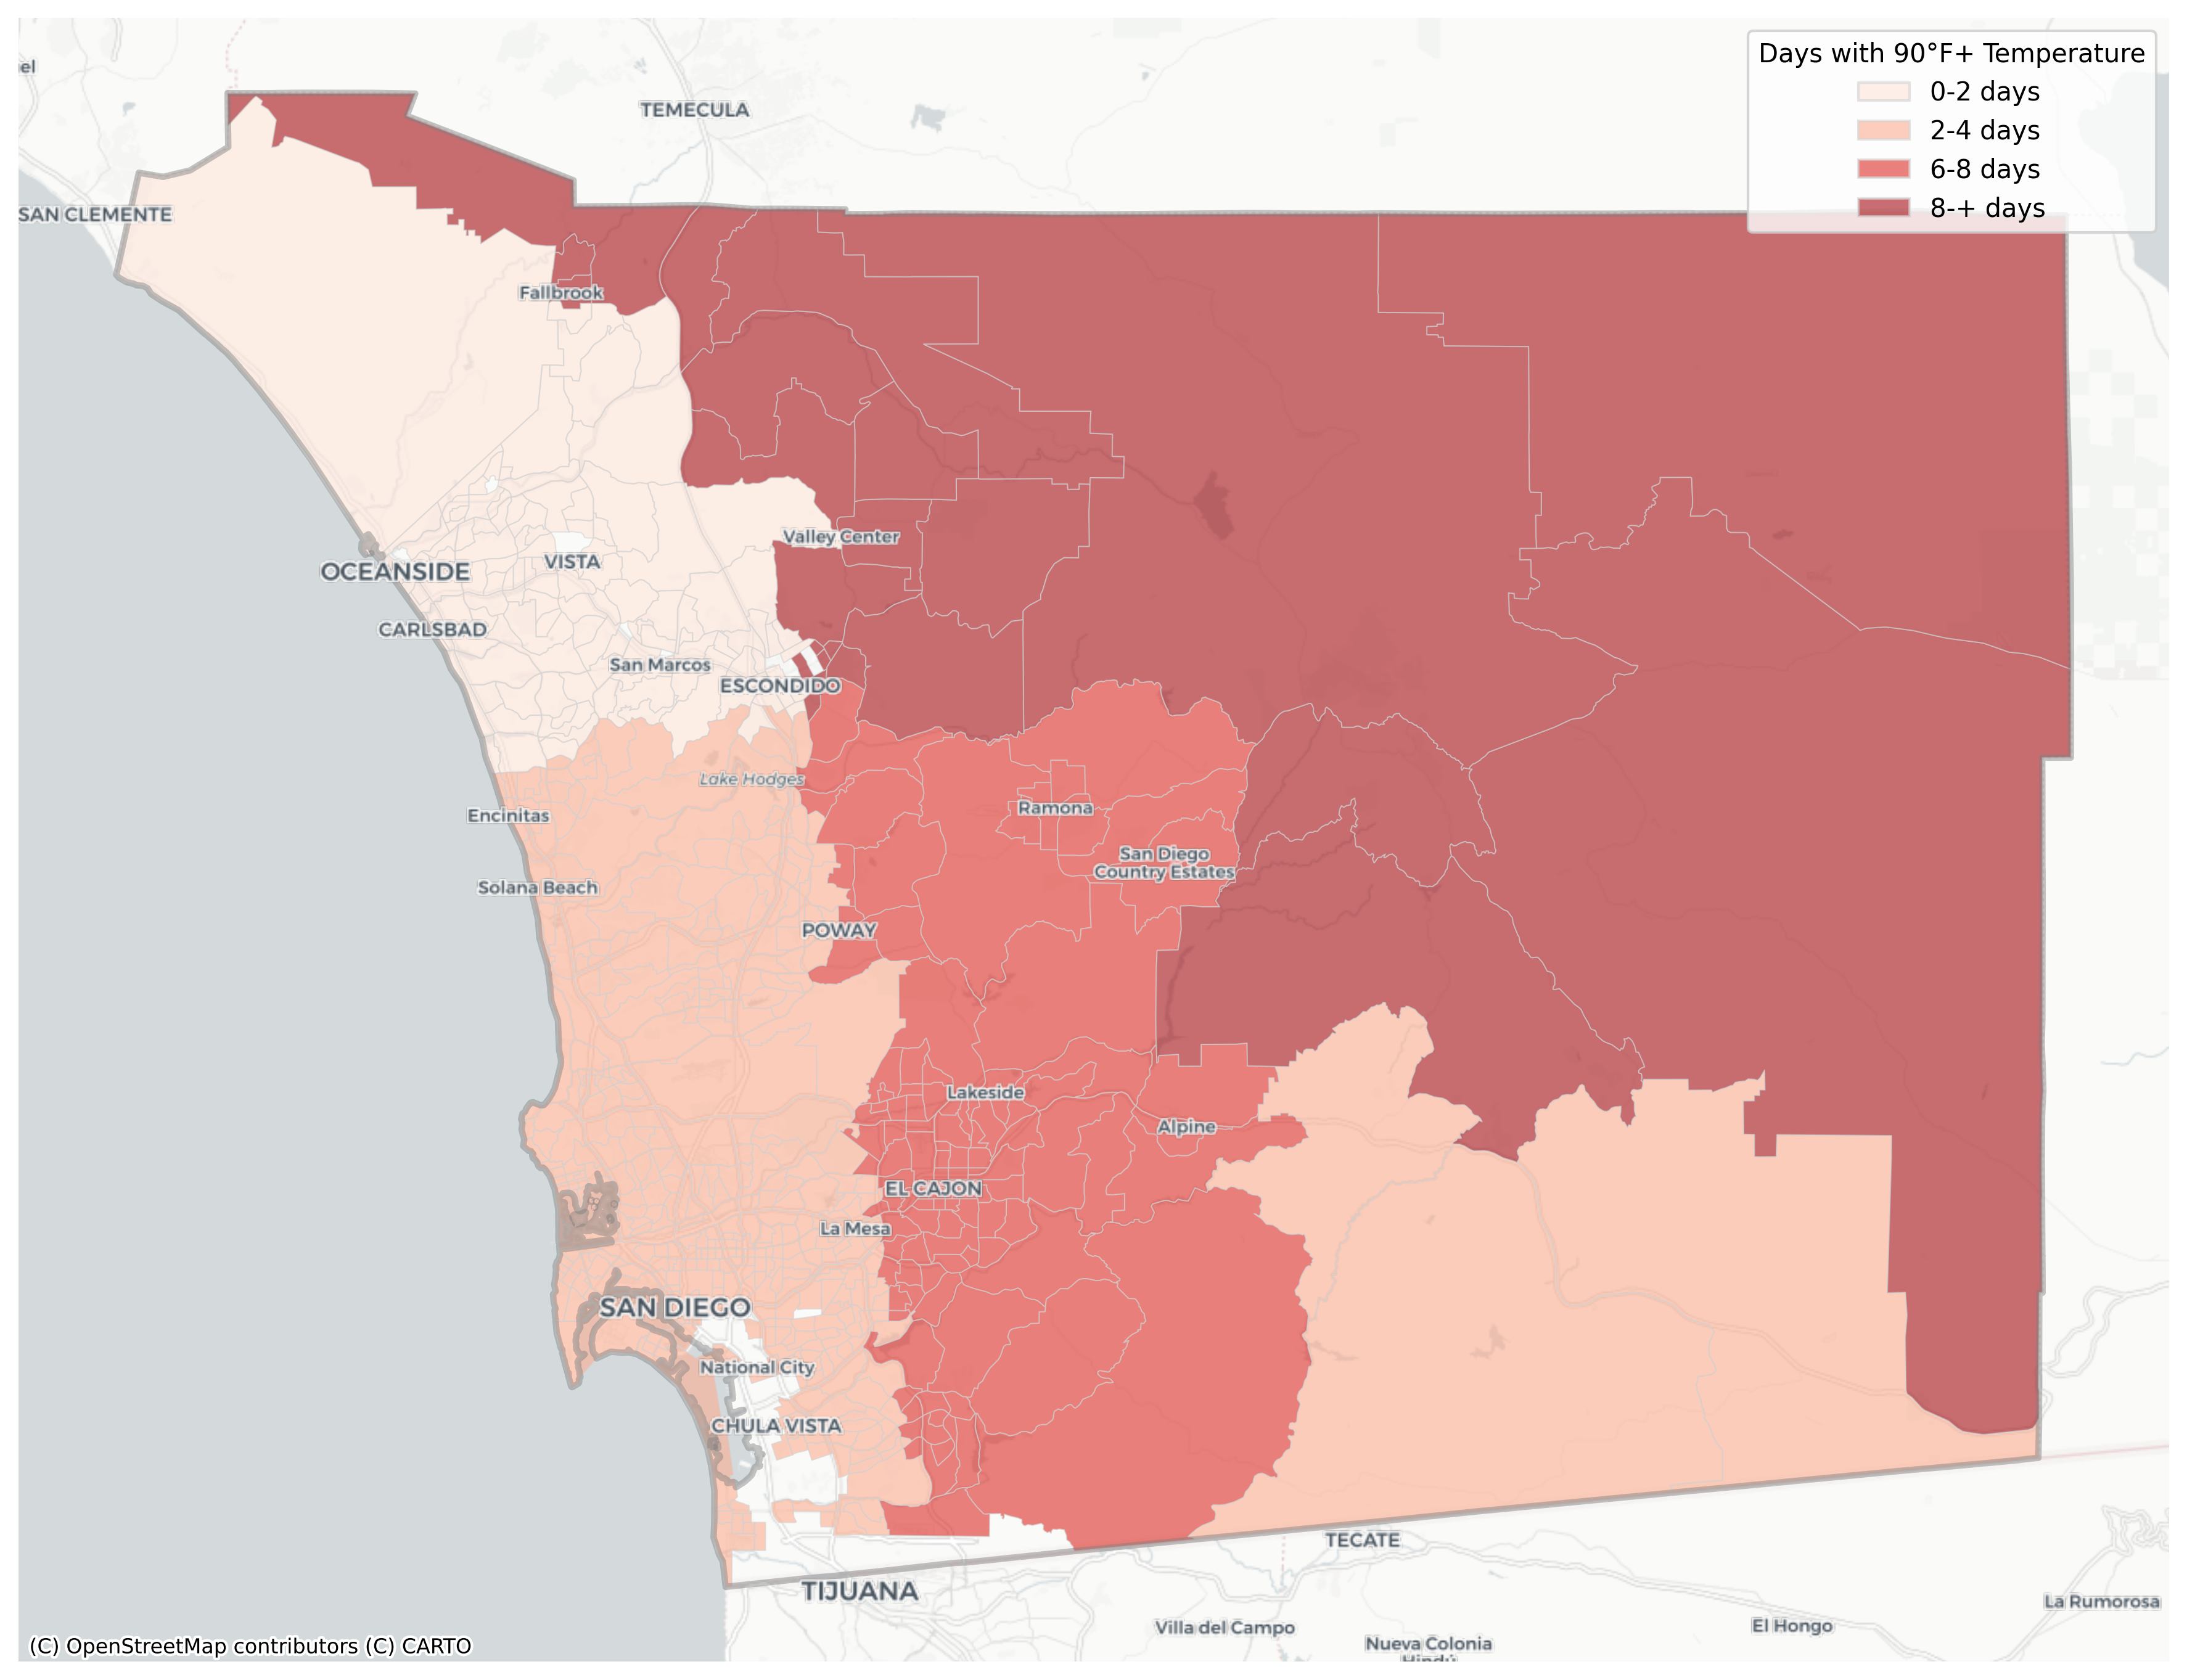 Days with 90°F+ Temperature
0-2 days
2-4 days
6-8 days
8-+ days
el
TEMECULA
SAN CLEMENTE
Fallbrook
Valley Center
VISTA
OCEANSIDE
CARLSBAD
San Marcos
ESCONDIDO
Lake Hodges
Encinitas
Ramona
San Diego
Country Estates
Solana Beach
POWAY
Lakeside
Alpine
EL CAJON
La Mesa
SAN DIEGO
National City
CHULA VISTA
TECATE
TIJUANA
La Rumorosa
Villa del Campo
El Hongo
Nueva Colonia
Hindú
(C) OpenStreetMap contributors (C) CARTO